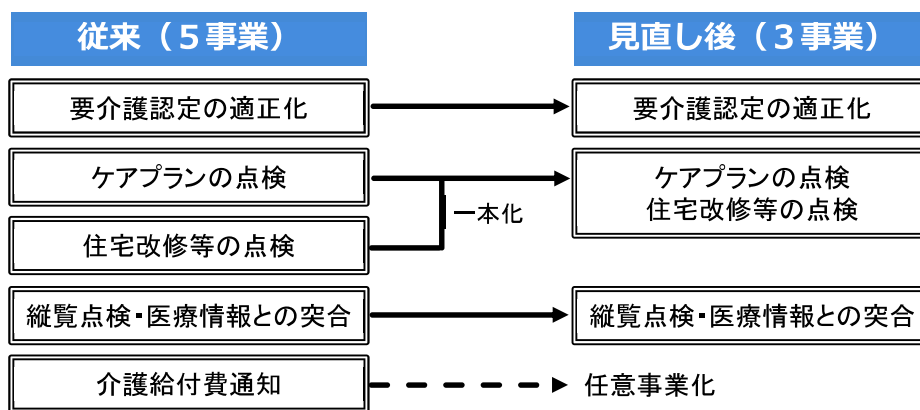 従来（５事業）
見直し後（３事業）
要介護認定の適正化
要介護認定の適正化
ケアプランの点検
ケアプランの点検
住宅改修等の点検
一本化
住宅改修等の点検
縦覧点検・医療情報との突合
縦覧点検・医療情報との突合
介護給付費通知
任意事業化